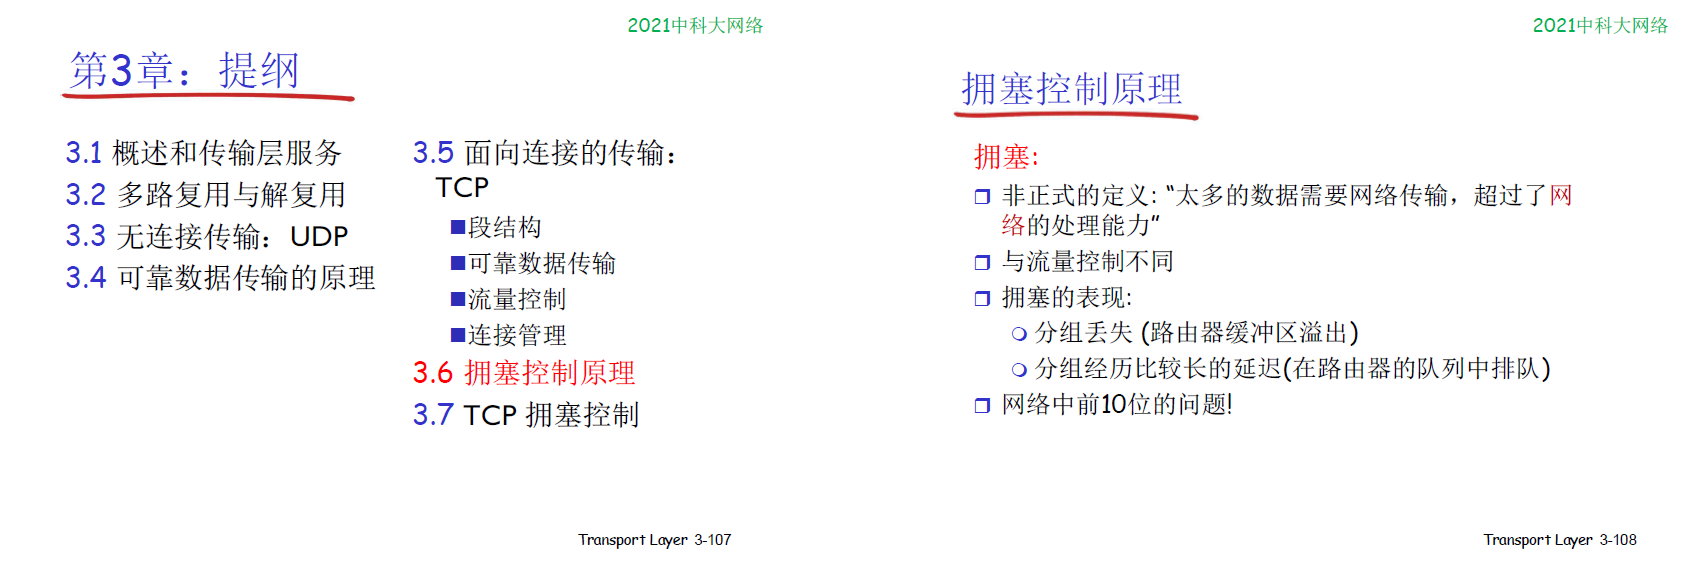 2021中科大网络
第3章：提纲
3.1 概述和传输层服务
3.2 多路复用与解复用
3.3 无连接传输：UDP
3.4 可靠数据传输的原理
3.5 面向连接的传输：
TCP
段结构
可靠数据传输
流量控制
连接管理
3.6 拥塞控制原理
3.7 TCP 拥塞控制
Transport Layer 3-107
2021中科大网络
拥塞控制原理
拥塞:
非正式的定义: “太多的数据需要网络传输，超过了网
络的处理能力”
与流量控制不同
拥塞的表现:
分组丢失 (路由器缓冲区溢出)
分组经历比较长的延迟(在路由器的队列中排队)
网络中前10位的问题!
Transport Layer 3-108